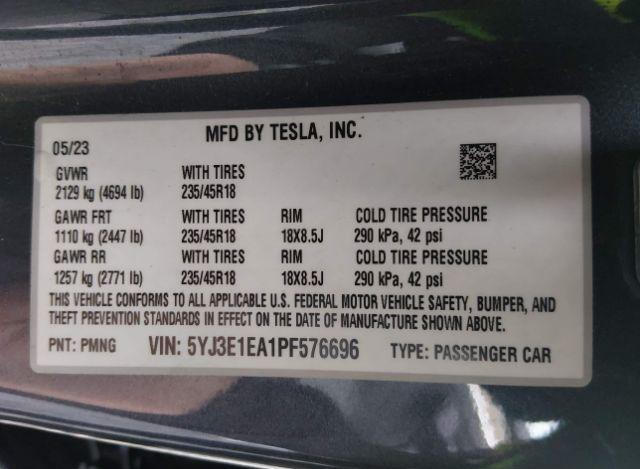 MFD BY TESLA, INC.
05/23
GVWR WITH TIRES
2129 kg (4694 lb) 235/45R18
GAWR FRT WITH TIRES RIM COLD TIRE PRESSURE
1110 kg (2447 lb) 235/45R18 18X8.5J 290 kPa, 42 psi
GAWR RR WITH TIRES RIM COLD TIRE PRESSURE
1257 kg (2771 lb) 235/45R18 18X8.5J 290 kPa, 42 psi
THIS VEHICLE CONFORMS TO ALL APPLICABLE U.S. FEDERAL MOTOR VEHICLE SAFETY, BUMPER, AND
THEFT PREVENTION STANDARDS IN EFFECT ON THE DATE OF MANUFACTURE SHOWN ABOVE.
PNT: PMNG VIN: 5YJ3E1EA1PF576696 TYPE: PASSENGER CAR